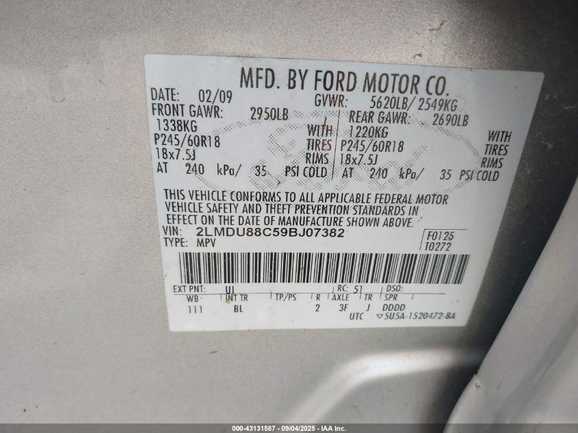 MFD. BY FORD MOTOR CO.
DATE: 02/09 GVWR: 5620LB/ 2549KG
FRONT GAWR: 2950LB REAR GAWR: 2690LB
1338KG WITH 1220KG WITH
P245/60R18 TIRES P245/60R18 TIRES
18x7.5J RIMS 18x7.5J RIMS
AT 240 kPa/ 35 PSI COLD AT 240 kPa/ 35 PSI COLD
THIS VEHICLE CONFORMS TO ALL APPLICABLE FEDERAL MOTOR
VEHICLE SAFETY AND THEFT PREVENTION STANDARDS IN
EFFECT ON THE DATE OF MANUFACTURE SHOWN ABOVE.
VIN: 2LMDU88C59BJ07382 F0125
TYPE: MPV T0272
EXT PNT: UI RC: 51 DSO:
WB INT TR TP/PS R AXLE TR SPR
111 BL 2 3F J DDDD
UTC 5U5A-1520472-BA
000-43131587 - 09/04/2025 - IAA Inc.